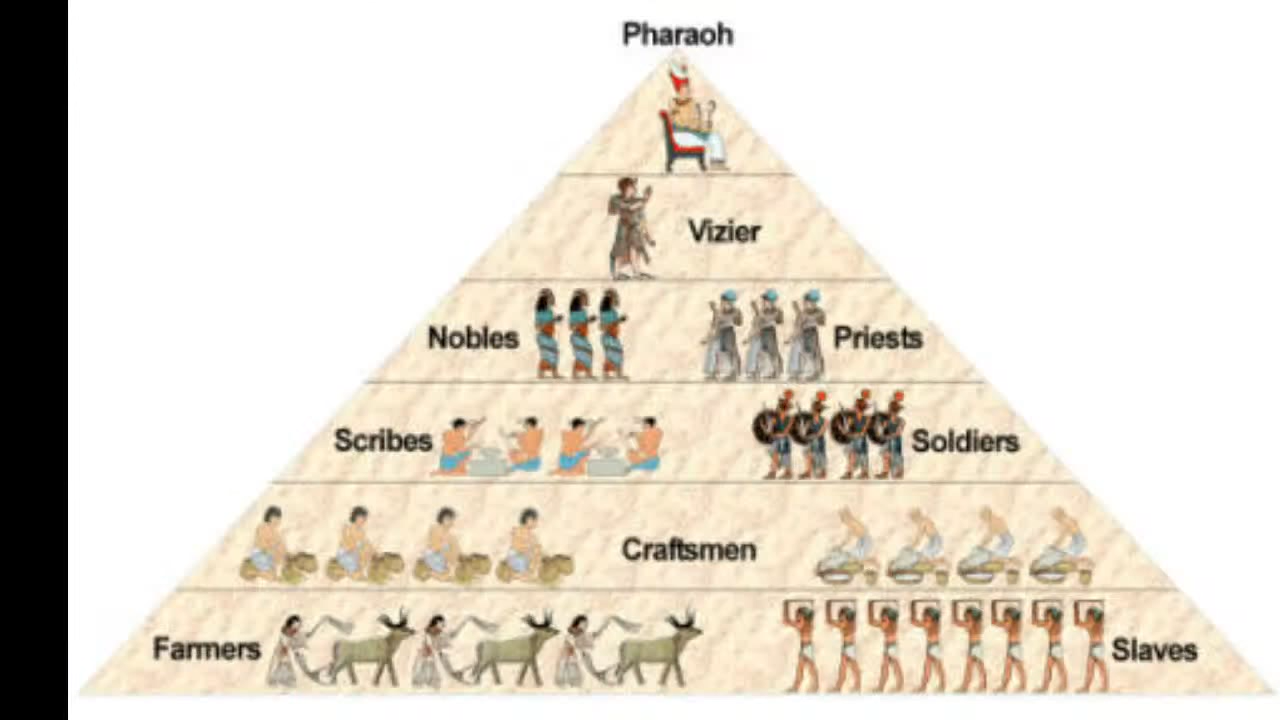 Pharaoh
Vizier
Nobles
Priests
Scribes
Soldiers
Craftsmen
Farmers
Slaves